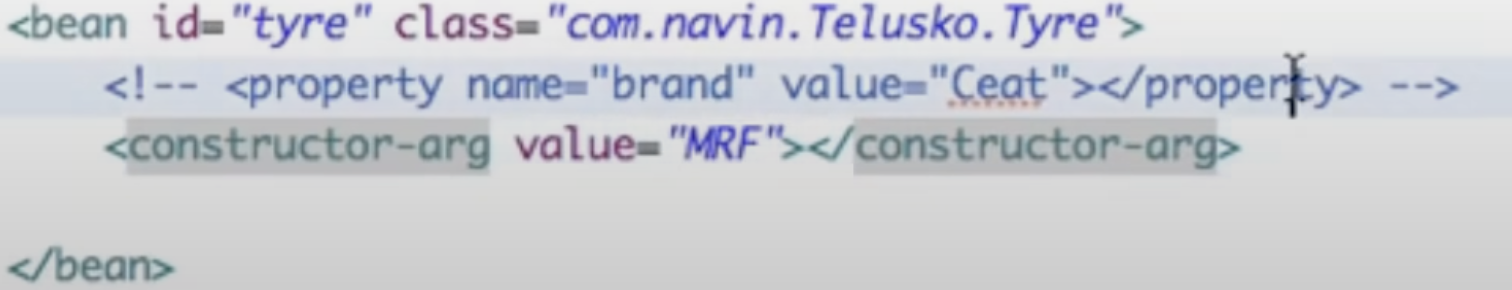 <bean id="tyre" class="com.navin.Telusko.Tyre">
<!-- <property name="brand" value="Ceat"></property> -->
<constructor-arg value="MRF"></constructor-arg>
</bean>